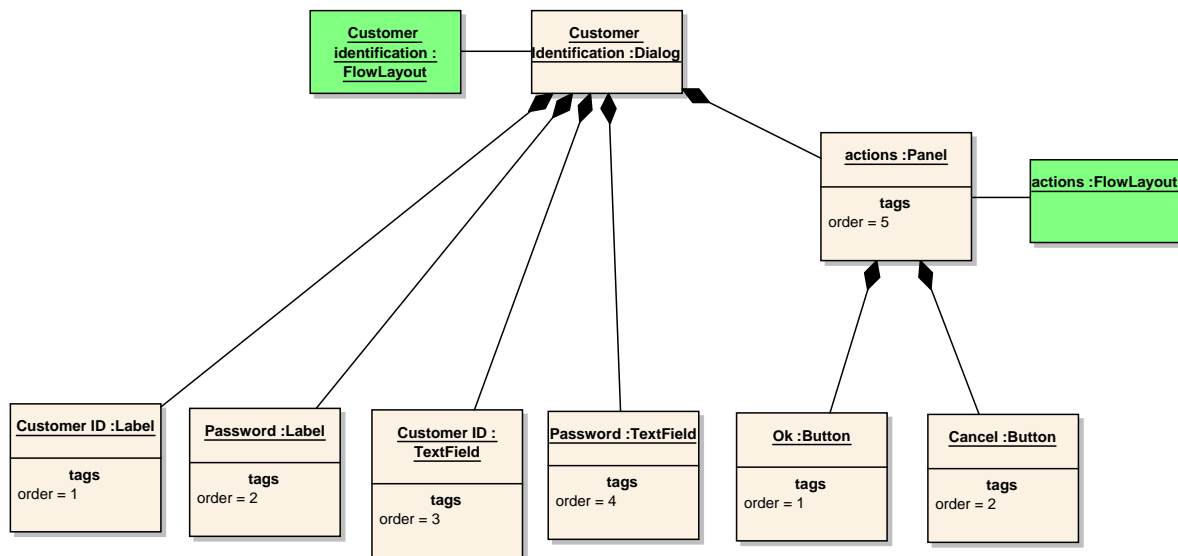 Customer
identification :
FlowLayout
Customer
Identification :Dialog
actions :Panel
tags
order = 5
actions :FlowLayout
Customer ID :Label
tags
order = 1
Password :Label
tags
order = 2
Customer ID :
TextField
tags
order = 3
Password :TextField
tags
order = 4
Ok :Button
tags
order = 1
Cancel :Button
tags
order = 2